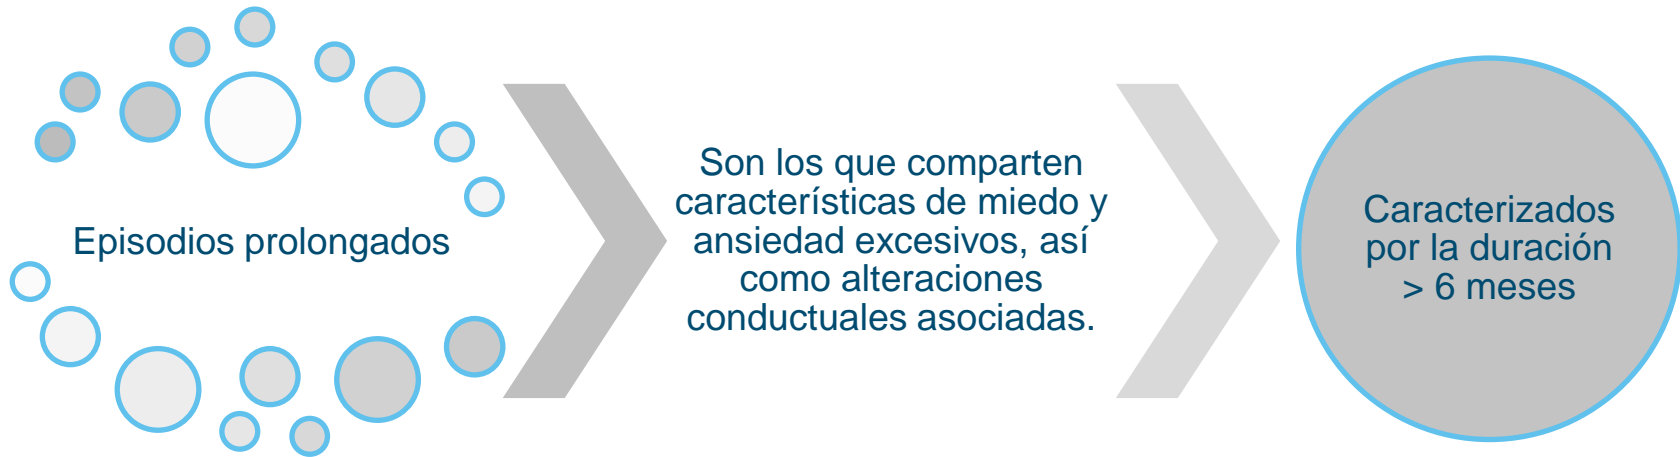 Episodios prolongados
Son los que comparten
características de miedo y
ansiedad excesivos, así
como alteraciones
conductuales asociadas.
Caracterizados
por la duración
> 6 meses